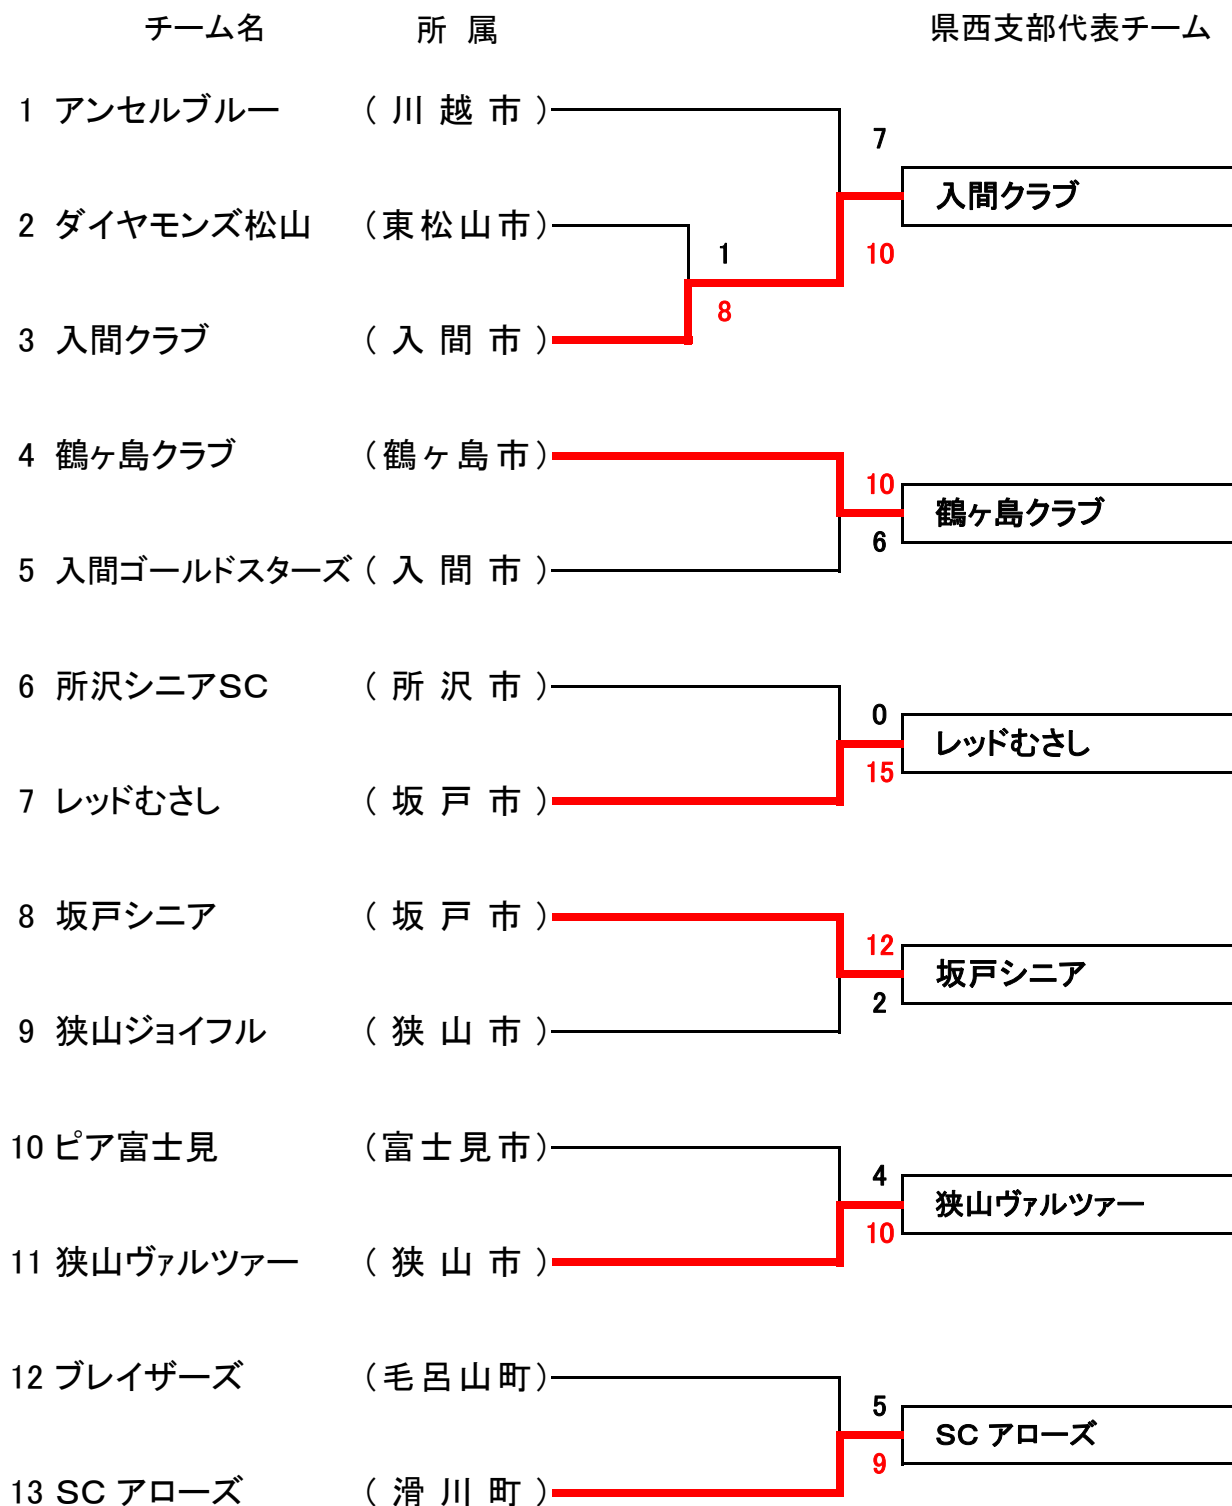 チーム名 所 属 県西支部代表チーム
1 アンセルブルー ( 川 越 市 )
7
入間クラブ
2 ダイヤモンズ松山 (東松山市)
1
10
8
3 入間クラブ ( 入 間 市 )
4 鶴ヶ島クラブ (鶴ヶ島市)
10
鶴ヶ島クラブ
6
5 入間ゴールドスターズ ( 入 間 市 )
6 所沢シニアSC ( 所 沢 市 )
0
レッドむさし
15
7 レッドむさし ( 坂 戸 市 )
8 坂戸シニア ( 坂 戸 市 )
12
坂戸シニア
2
9 狭山ジョイフル ( 狭 山 市 )
10 ピア富士見 (富士見市)
4
狭山ヴァルツァー
10
11 狭山ヴァルツァー ( 狭 山 市 )
12 ブレイザーズ (毛呂山町)
5
SC アローズ
9
13 SC アローズ ( 滑 川 町 )